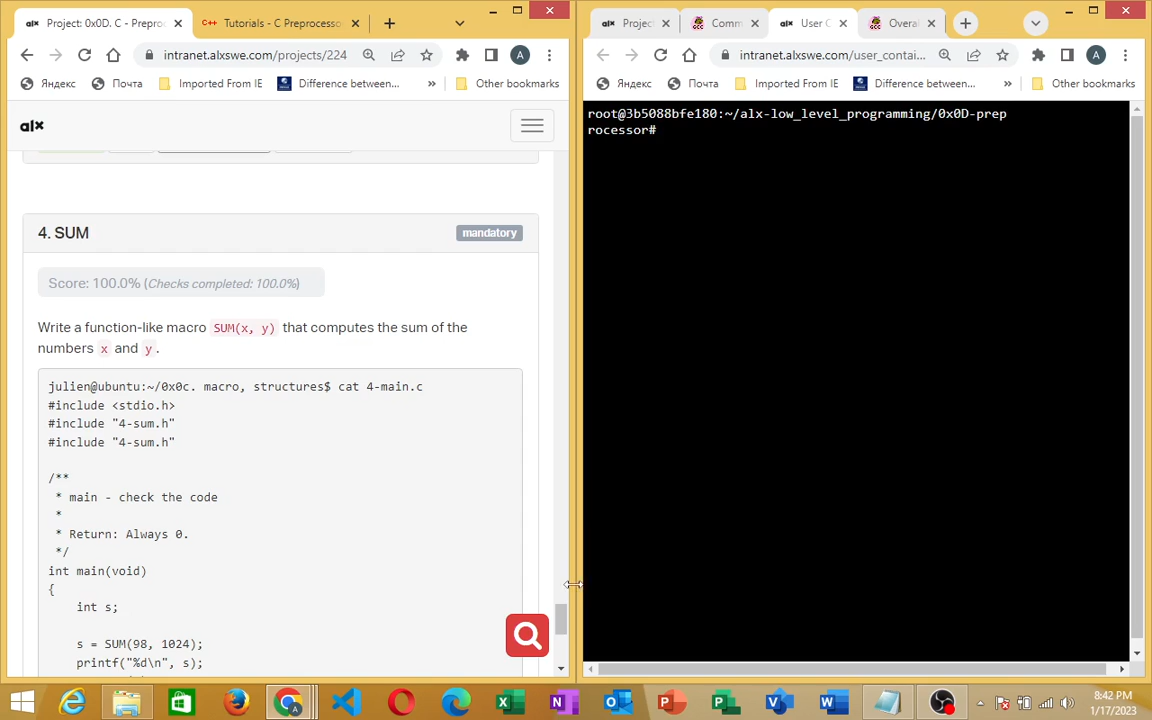 Project: 0x0D. C - Preproc
Tutorials - C Preprocesso
intranet.alxswe.com/projects/224
A
Яндекс
Почта
Imported From IE
Difference between...
»
Other bookmarks
alx
4. SUM
mandatory
Score: 100.0% (Checks completed: 100.0%)
Write a function-like macro SUM(x, y) that computes the sum of the
numbers x and y.
julien@ubuntu:~/0x0c. macro, structures$ cat 4-main.c
#include <stdio.h>
#include "4-sum.h"
#include "4-sum.h"
/**
* main - check the code
*
* Return: Always 0.
*/
int main(void)
{
int s;
s = SUM(98, 1024);
printf("%d\n", s);
Project
Comm
User C
Overal
intranet.alxswe.com/user_contai...
A
Яндекс
Почта
Imported From IE
Difference between...
»
Other bookmarks
root@3b5088bfe180:~/alx-low_level_programming/0x0D-prep
rocessor#
8:42 PM
1/17/2023